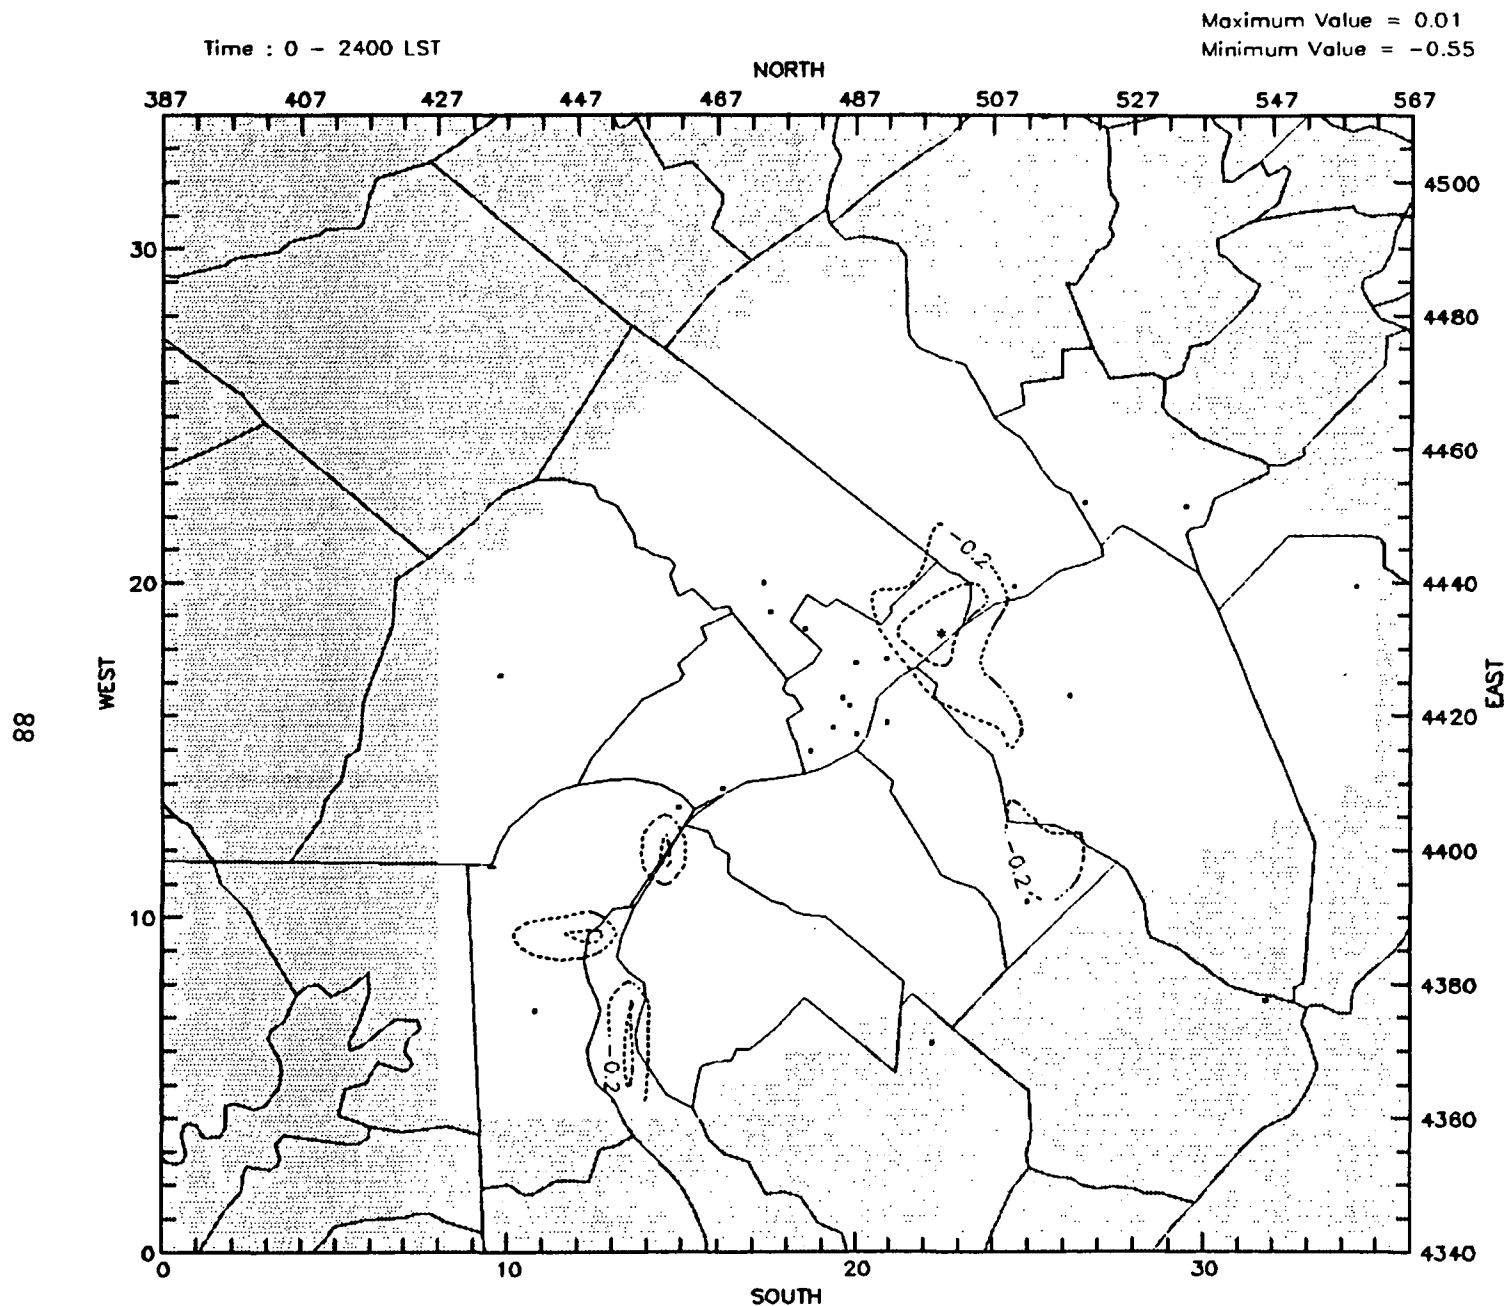 Maximum Value = 0.01
Time : 0 - 2400 LST
Minimum Value = -0.55
NORTH
387 407 427 447 467 487 507 527 547 567
4500
30
4480
4460
-0.2
20
4440
WEST
EAST
4420
88
4400
-0.2
10
4380
-0.2
4360
0
4340
0 10 20 30
SOUTH